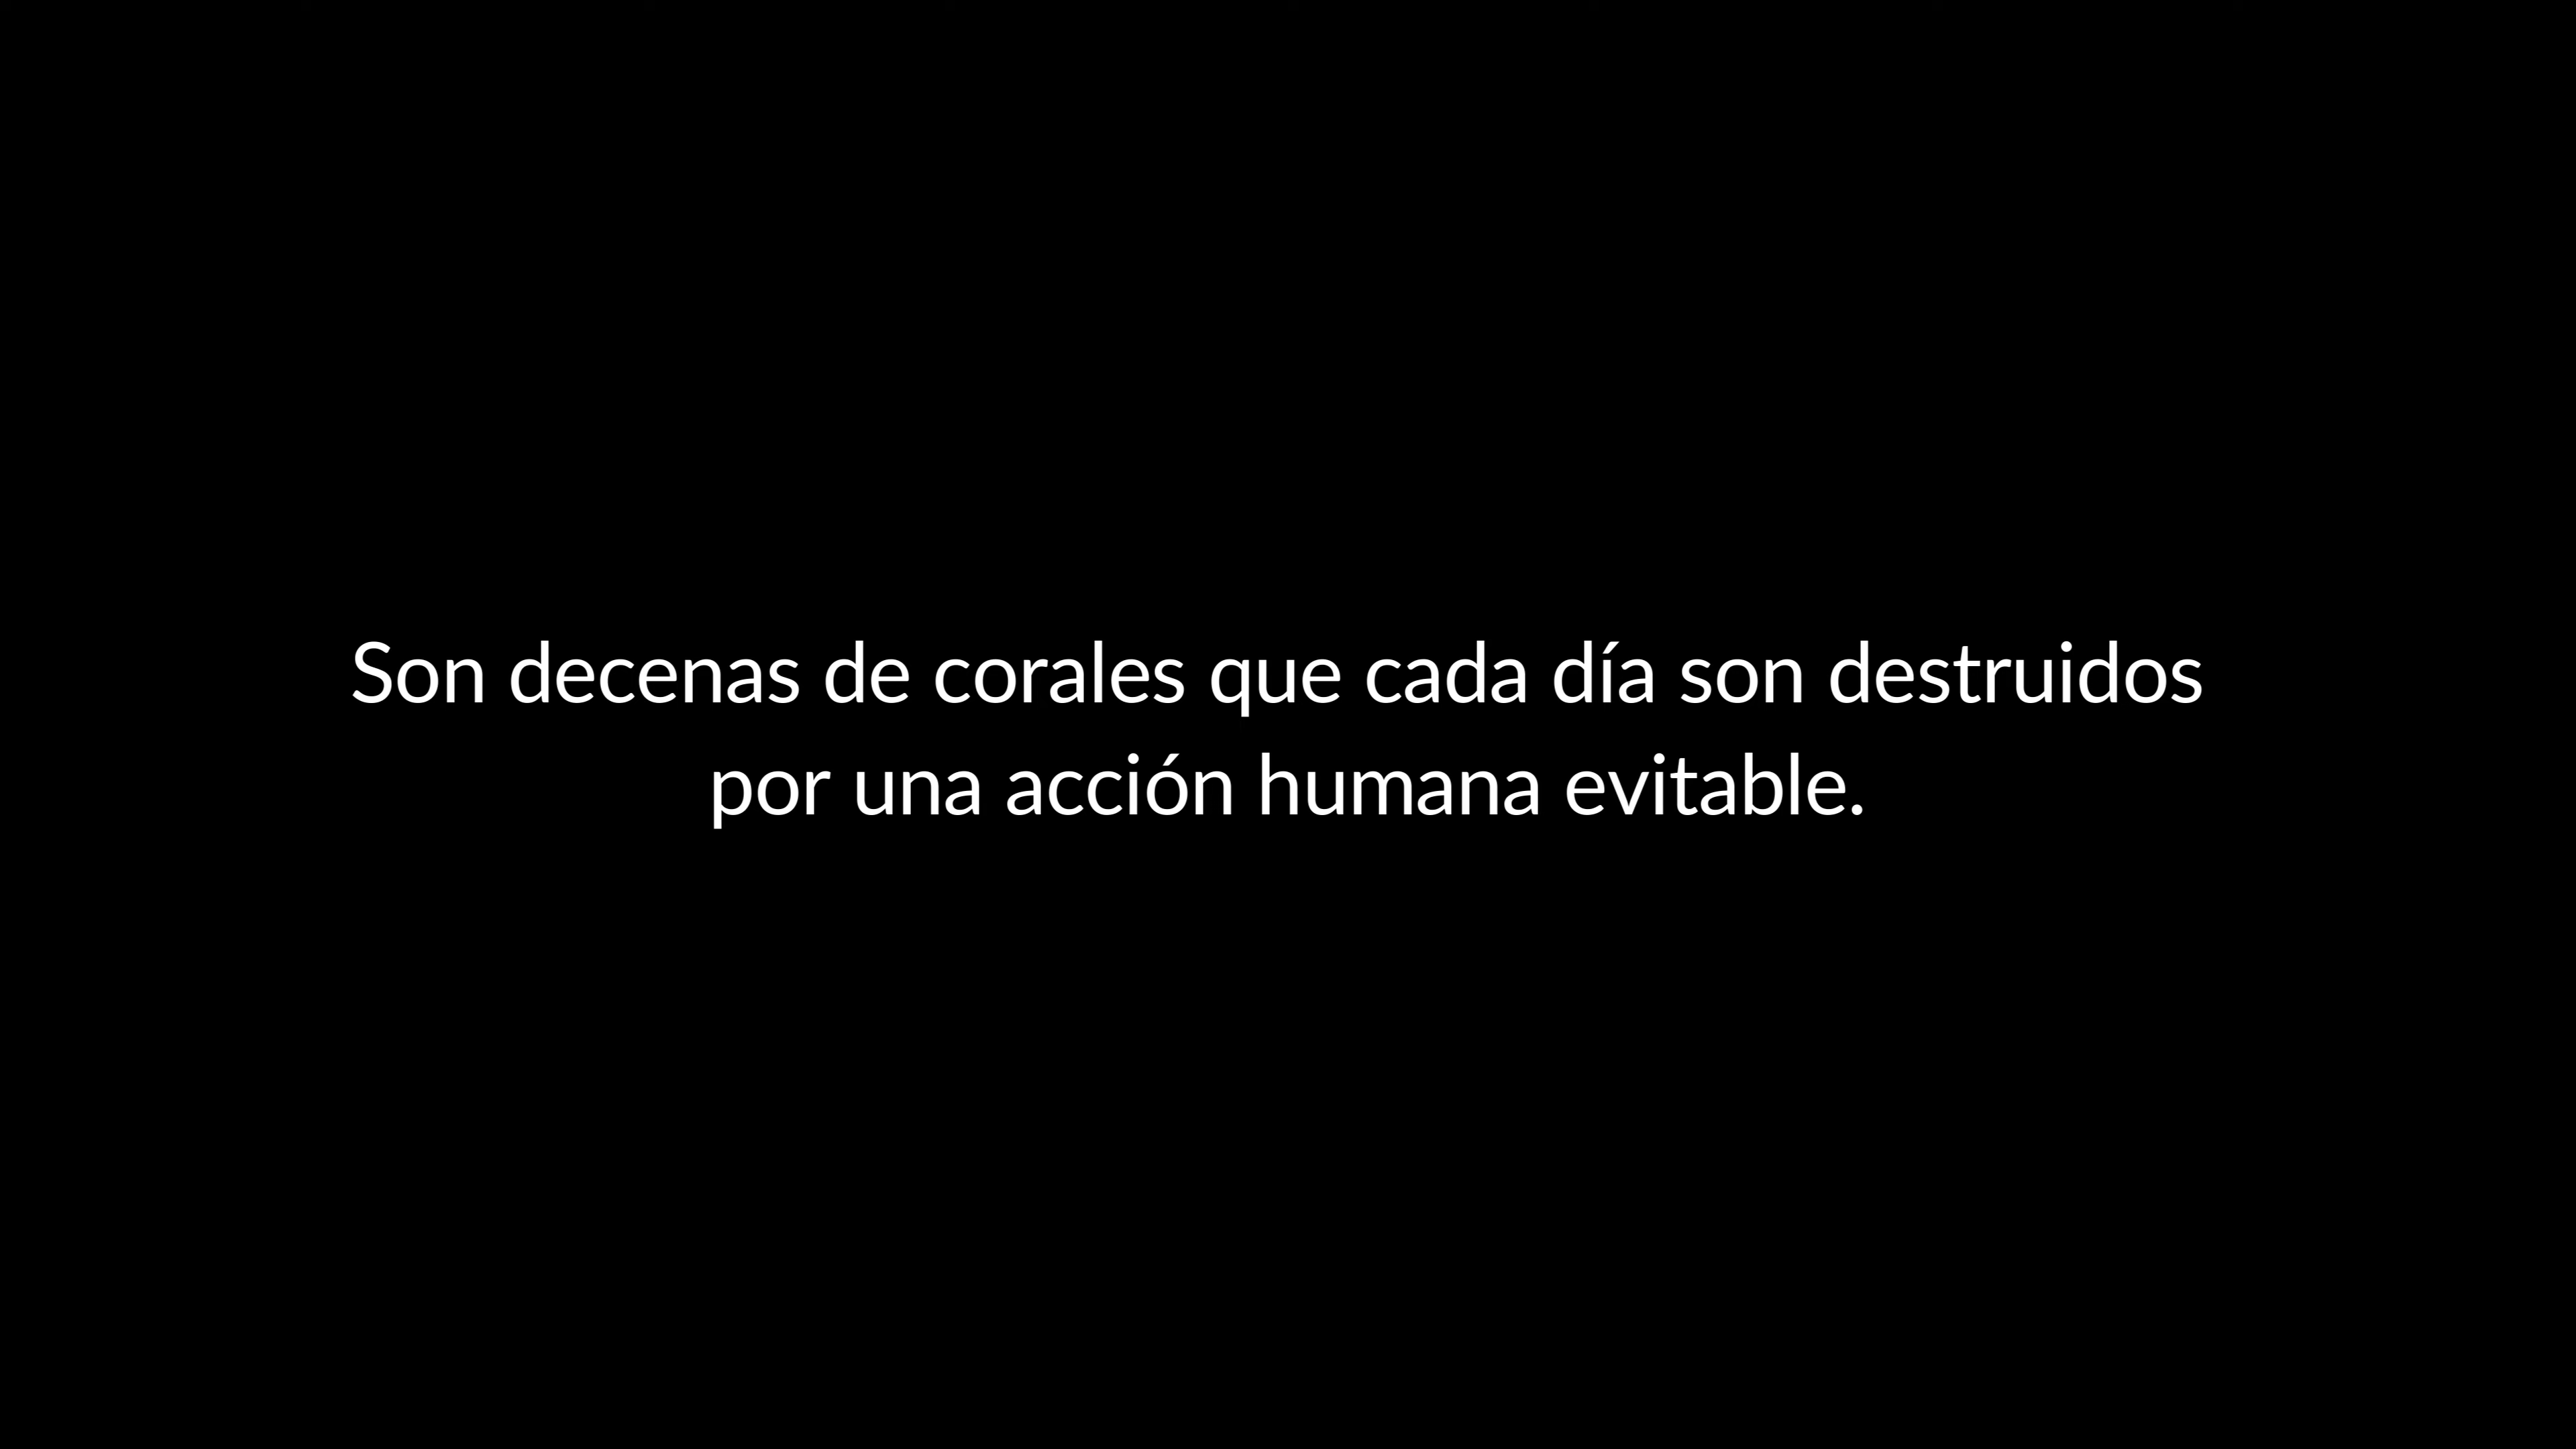 Son decenas de corales que cada día son destruidos
por una acción humana evitable.